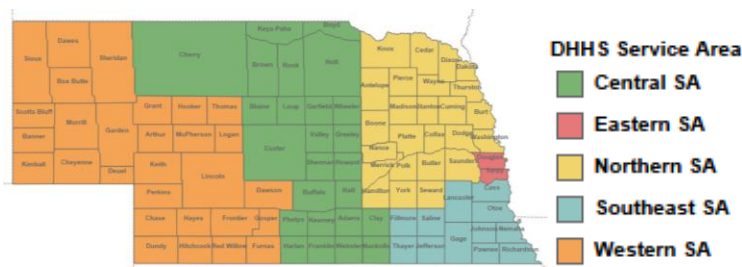 Keya Paha Boyd
Knox Cedar
Dawes Sheridan
Sioux Cherry
Dixon Dakota
Brown Rock Holt
Pierce Wayne Thurston
Box Butte
Antelope
Grant Hooker Thomas Blaine Loop Garfield Wheeler
Madison Stanton Cuming Burt
Scotts Bluff Morrill Garden
Boone
Banner Arthur McPherson Logan Custer Valley Greeley
Platte Colfax Dodge Washington
Nance
Kimball Cheyenne Deuel Keith Lincoln
Sherman Howard Merrick Polk Butler Saunders Douglas
Sarpy
Perkins Dawson Buffalo Hall Hamilton York Seward Lancaster Cass
Otoe
Chase Hayes Frontier Gosper Phelps Kearney Adams Clay Fillmore Saline
Johnson Nemaha
Gage
Dundy Hitchcock Red Willow Furnas Harlan Franklin Webster Nuckolls Thayer Jefferson
Pawnee Richardson
DHHS Service Area
Central SA
Eastern SA
Northern SA
Southeast SA
Western SA